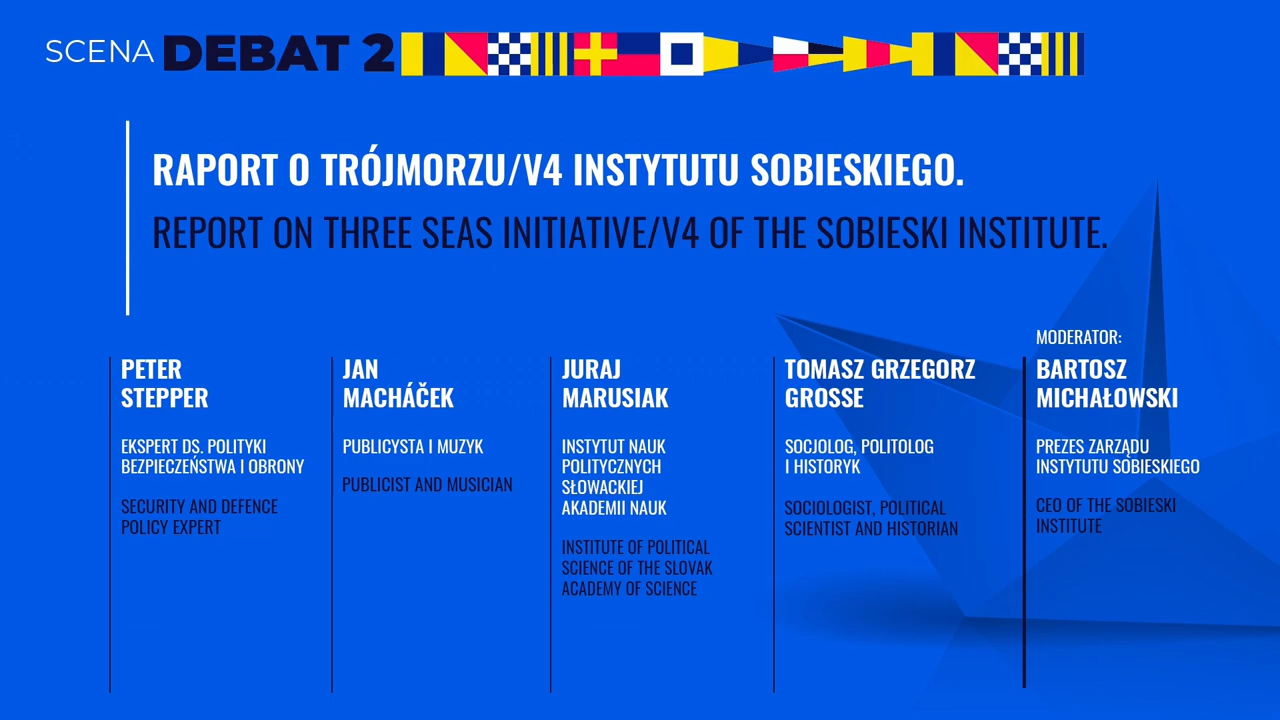 SCENA DEBAT 2
RAPORT O TRÓJMORZU/V4 INSTYTUTU SOBIESKIEGO.
REPORT ON THREE SEAS INITIATIVE/V4 OF THE SOBIESKI INSTITUTE.
PETER
STEPPER
EKSPERT DS. POLITYKI
BEZPIECZEŃSTWA I OBRONY
SECURITY AND DEFENCE
POLICY EXPERT
JAN
MACHÁČEK
PUBLICYSTA I MUZYK
PUBLICIST AND MUSICIAN
JURAJ
MARUSIAK
INSTYTUT NAUK
POLITYCZNYCH
SŁOWACKIEJ
AKADEMII NAUK
INSTITUTE OF POLITICAL
SCIENCE OF THE SLOVAK
ACADEMY OF SCIENCE
TOMASZ GRZEGORZ
GROSSE
SOCJOLOG, POLITOLOG
I HISTORYK
SOCIOLOGIST, POLITICAL
SCIENTIST AND HISTORIAN
MODERATOR:
BARTOSZ
MICHAŁOWSKI
PREZES ZARZĄDU
INSTYTUTU SOBIESKIEGO
CEO OF THE SOBIESKI
INSTITUTE